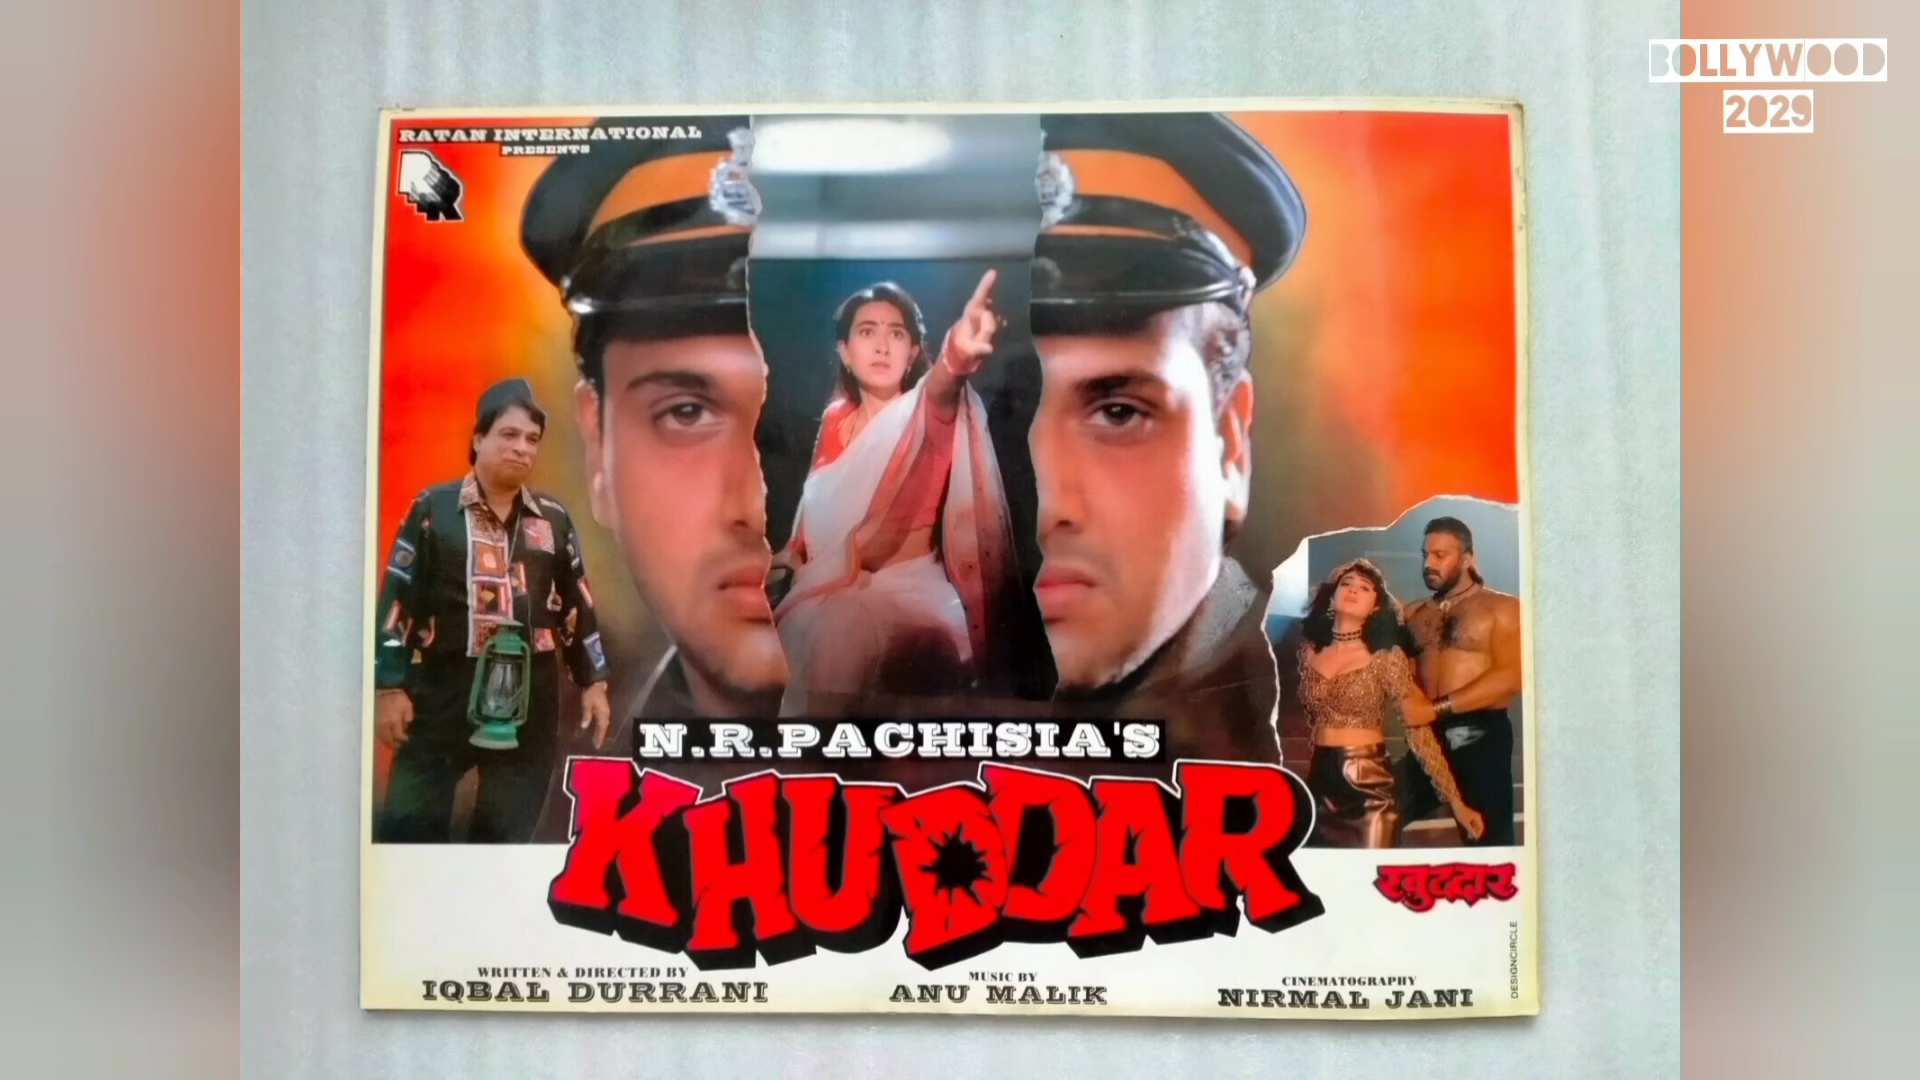 BOLLYWOOD
2029
RATAN INTERNATIONAL
PRESENTS
N.R.PACHISIA'S
KHUDDAR
खुद्दार
WRITTEN & DIRECTED BY
IQBAL DURRANI
MUSIC BY
ANU MALIK
CINEMATOGRAPHY
NIRMAL JANI
DESIGNCIRCLE